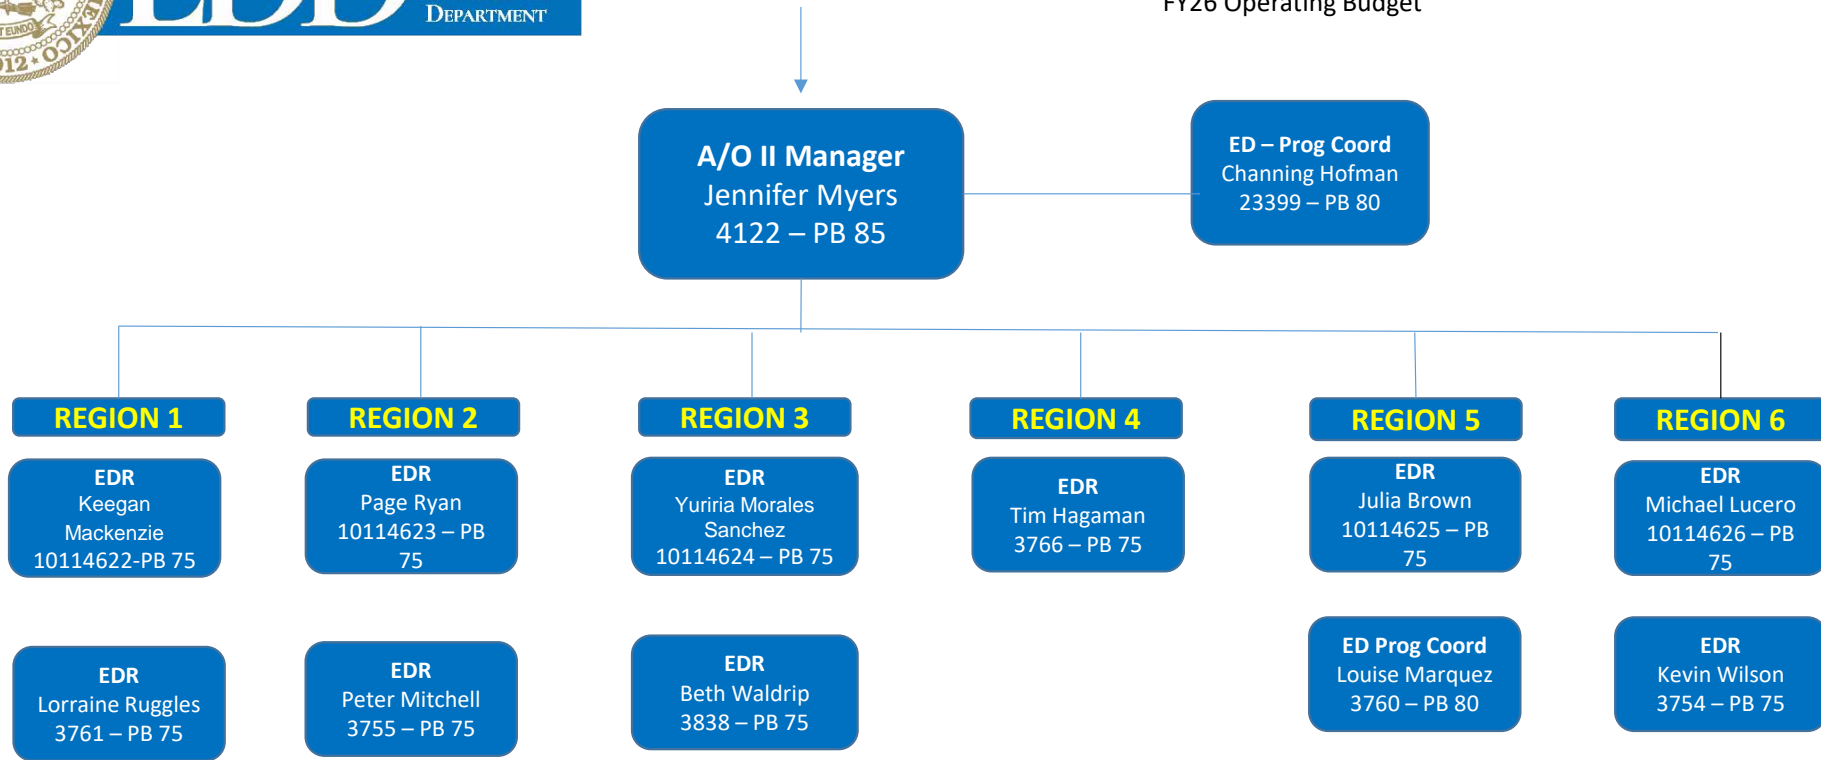 EDD
DEPARTMENT
FY26 Operating Budget
A/O II Manager
Jennifer Myers
4122 – PB 85
ED – Prog Coord
Channing Hofman
23399 – PB 80
REGION 1
REGION 2
REGION 3
REGION 4
REGION 5
REGION 6
EDR
Keegan
Mackenzie
10114622-PB 75
EDR
Page Ryan
10114623 – PB
75
EDR
Yuriria Morales
Sanchez
10114624 – PB 75
EDR
Tim Hagaman
3766 – PB 75
EDR
Julia Brown
10114625 – PB
75
EDR
Michael Lucero
10114626 – PB
75
EDR
Lorraine Ruggles
3761 – PB 75
EDR
Peter Mitchell
3755 – PB 75
EDR
Beth Waldrip
3838 – PB 75
ED Prog Coord
Louise Marquez
3760 – PB 80
EDR
Kevin Wilson
3754 – PB 75